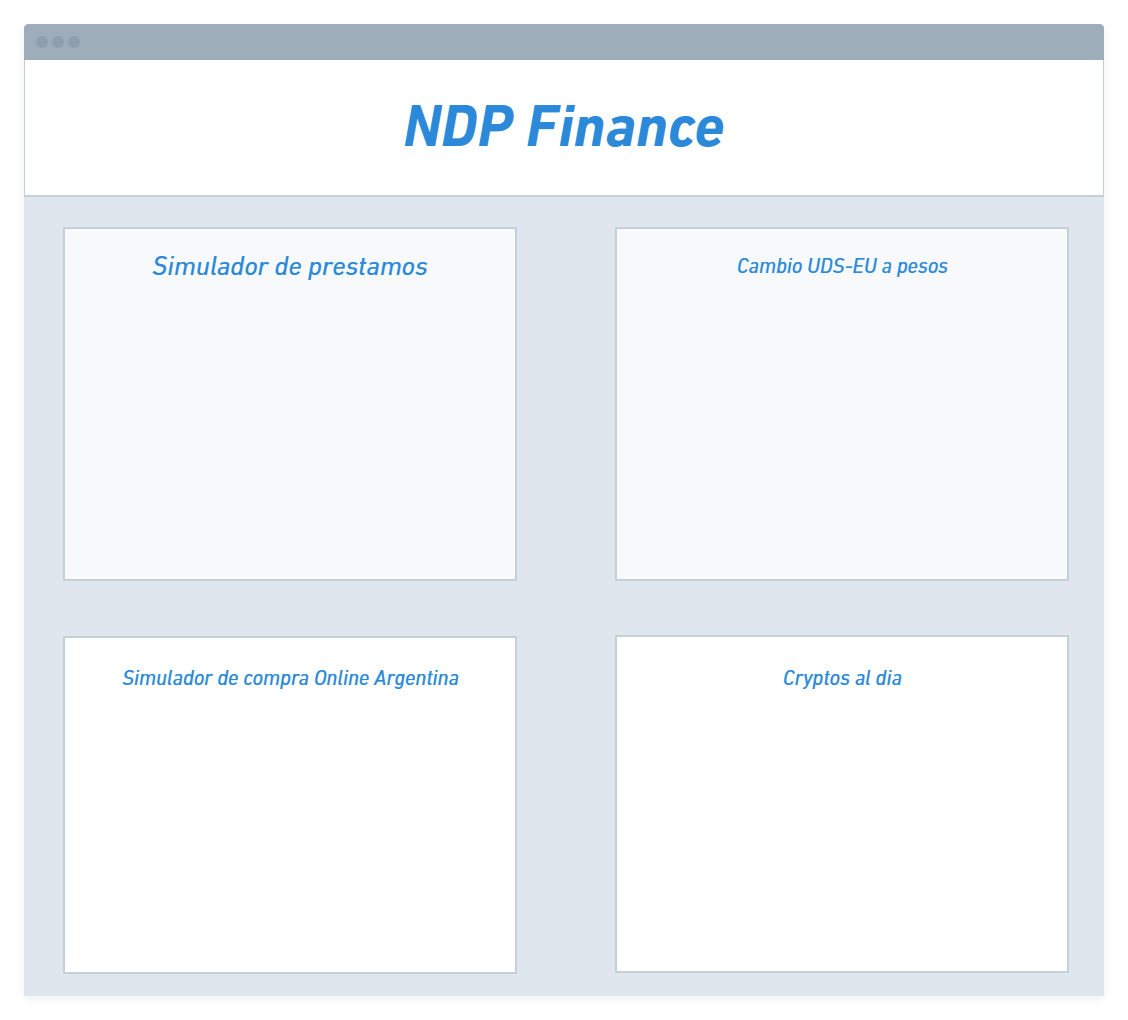 NDP Finance
Simulador de prestamos
Cambio UDS-EU a pesos
Simulador de compra Online Argentina
Cryptos al dia